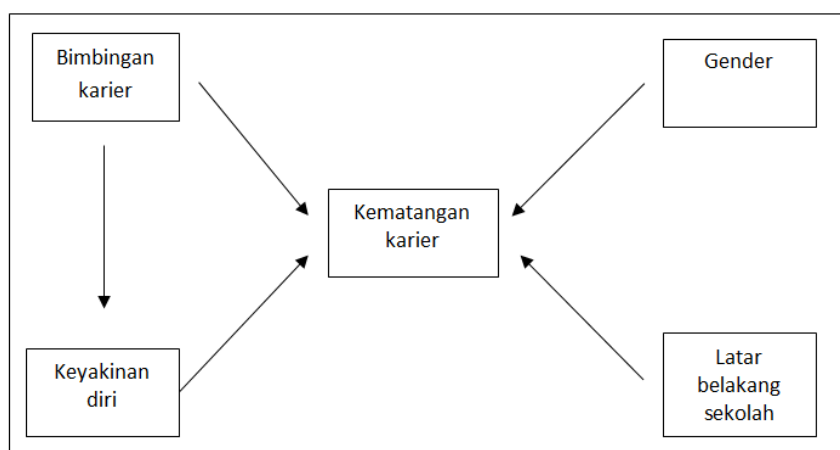 Bimbingan
karier
Gender
Kematangan
karier
Keyakinan
diri
Latar
belakang
sekolah